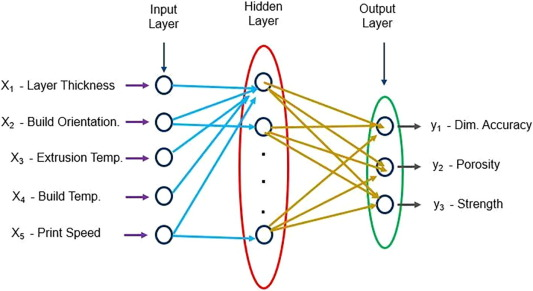 Input
Layer
Hidden
Layer
Output
Layer
X1 - Layer Thickness
X2 - Build Orientation.
X3 - Extrusion Temp.
X4 - Build Temp.
X5 - Print Speed
y1 - Dim. Accuracy
y2 - Porosity
y3 - Strength